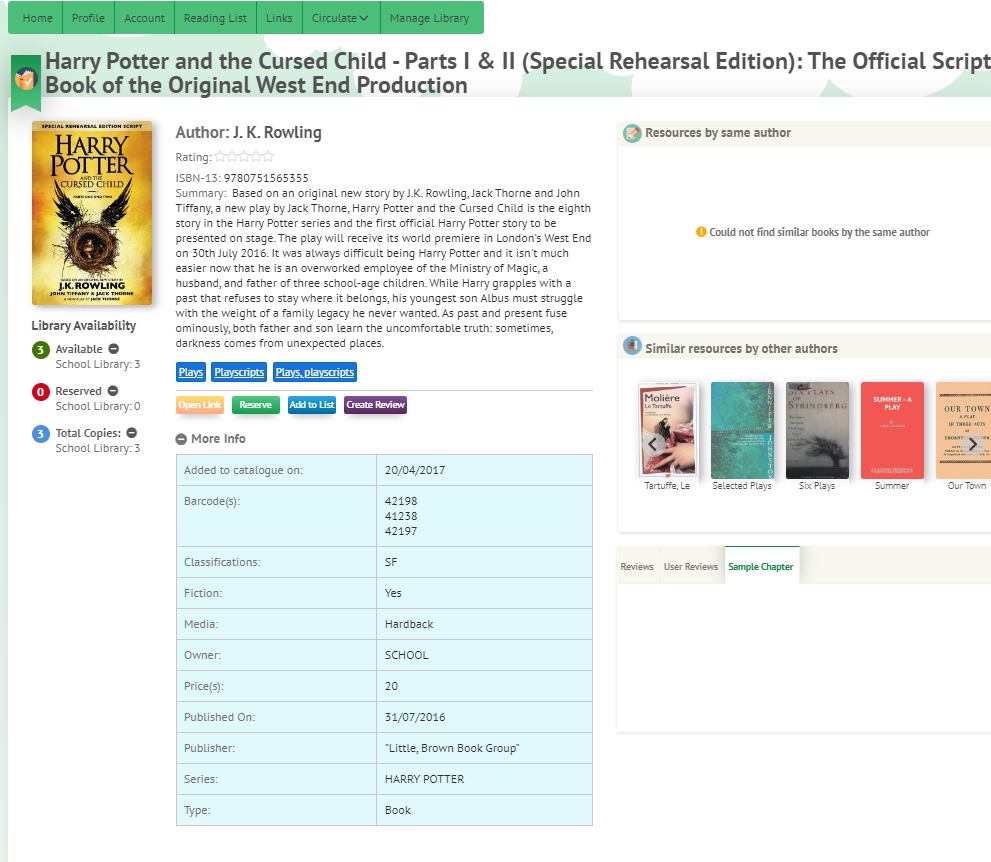 Home Profile Account Reading List Links Circulate Manage Library
Harry Potter and the Cursed Child - Parts I & II (Special Rehearsal Edition): The Official Script
Book of the Original West End Production
SPECIAL REHEARSAL EDITION SCRIPT
HARRY
POTTER
AND THE
CURSED CHILD
PARTS ONE AND TWO
BASED ON AN ORIGINAL NEW STORY BY
J.K. ROWLING
JOHN TIFFANY & JACK THORNE
A NEW PLAY BY JACK THORNE
Library Availability
3 Available
School Library: 3
0 Reserved
School Library: 0
3 Total Copies:
School Library: 3
Author: J. K. Rowling
Rating:
ISBN-13: 9780751565355
Summary: Based on an original new story by J.K. Rowling, Jack Thorne and John
Tiffany, a new play by Jack Thorne, Harry Potter and the Cursed Child is the eighth
story in the Harry Potter series and the first official Harry Potter story to be
presented on stage. The play will receive its world premiere in London's West End
on 30th July 2016. It was always difficult being Harry Potter and it isn't much
easier now that he is an overworked employee of the Ministry of Magic, a
husband, and father of three school-age children. While Harry grapples with a
past that refuses to stay where it belongs, his youngest son Albus must struggle
with the weight of a family legacy he never wanted. As past and present fuse
ominously, both father and son learn the uncomfortable truth: sometimes,
darkness comes from unexpected places.
Plays Playscripts Plays, playscripts
Open Link Reserve Add to List Create Review
More Info
Added to catalogue on: 20/04/2017
Barcode(s): 42198
41238
42197
Classifications: SF
Fiction: Yes
Media: Hardback
Owner: SCHOOL
Price(s): 20
Published On: 31/07/2016
Publisher: "Little, Brown Book Group"
Series: HARRY POTTER
Type: Book
Resources by same author
Could not find similar books by the same author
Similar resources by other authors
Molière
Le Tartuffe
JENNIFER JOHNSTON
SIX PLAYS
OF
STRINDBERG
SUMMER - A
PLAY
OUR TOWN
A PLAY
IN THREE ACTS
BY
Tartuffe, Le
Selected Plays
Six Plays
Summer
Our Town
Reviews User Reviews Sample Chapter